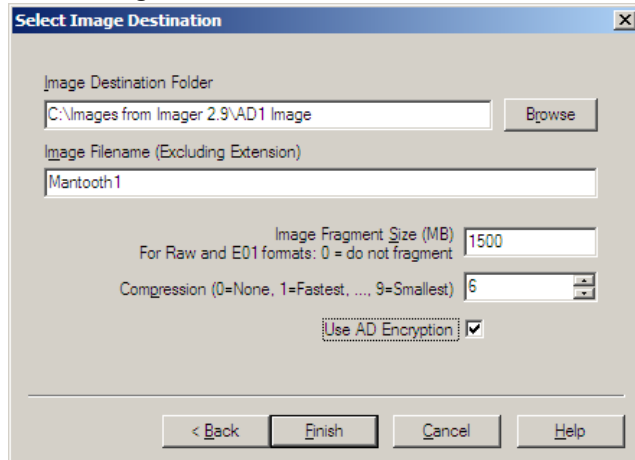 Select Image Destination
Image Destination Folder
C:\Images from Imager 2.9\AD1 Image
Browse
Image Filename (Excluding Extension)
Mantooth1
Image Fragment Size (MB)
For Raw and E01 formats: 0 = do not fragment
1500
Compression (0=None, 1=Fastest, ..., 9=Smallest)
6
Use AD Encryption
< Back
Finish
Cancel
Help